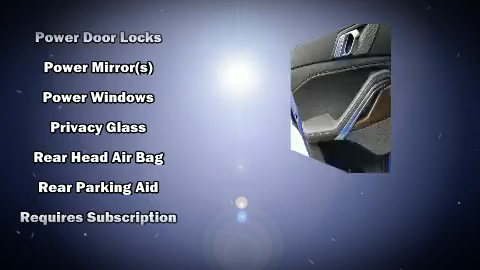 Power Door Locks
Power Mirror(s)
Power Windows
Privacy Glass
Rear Head Air Bag
Rear Parking Aid
Requires Subscription